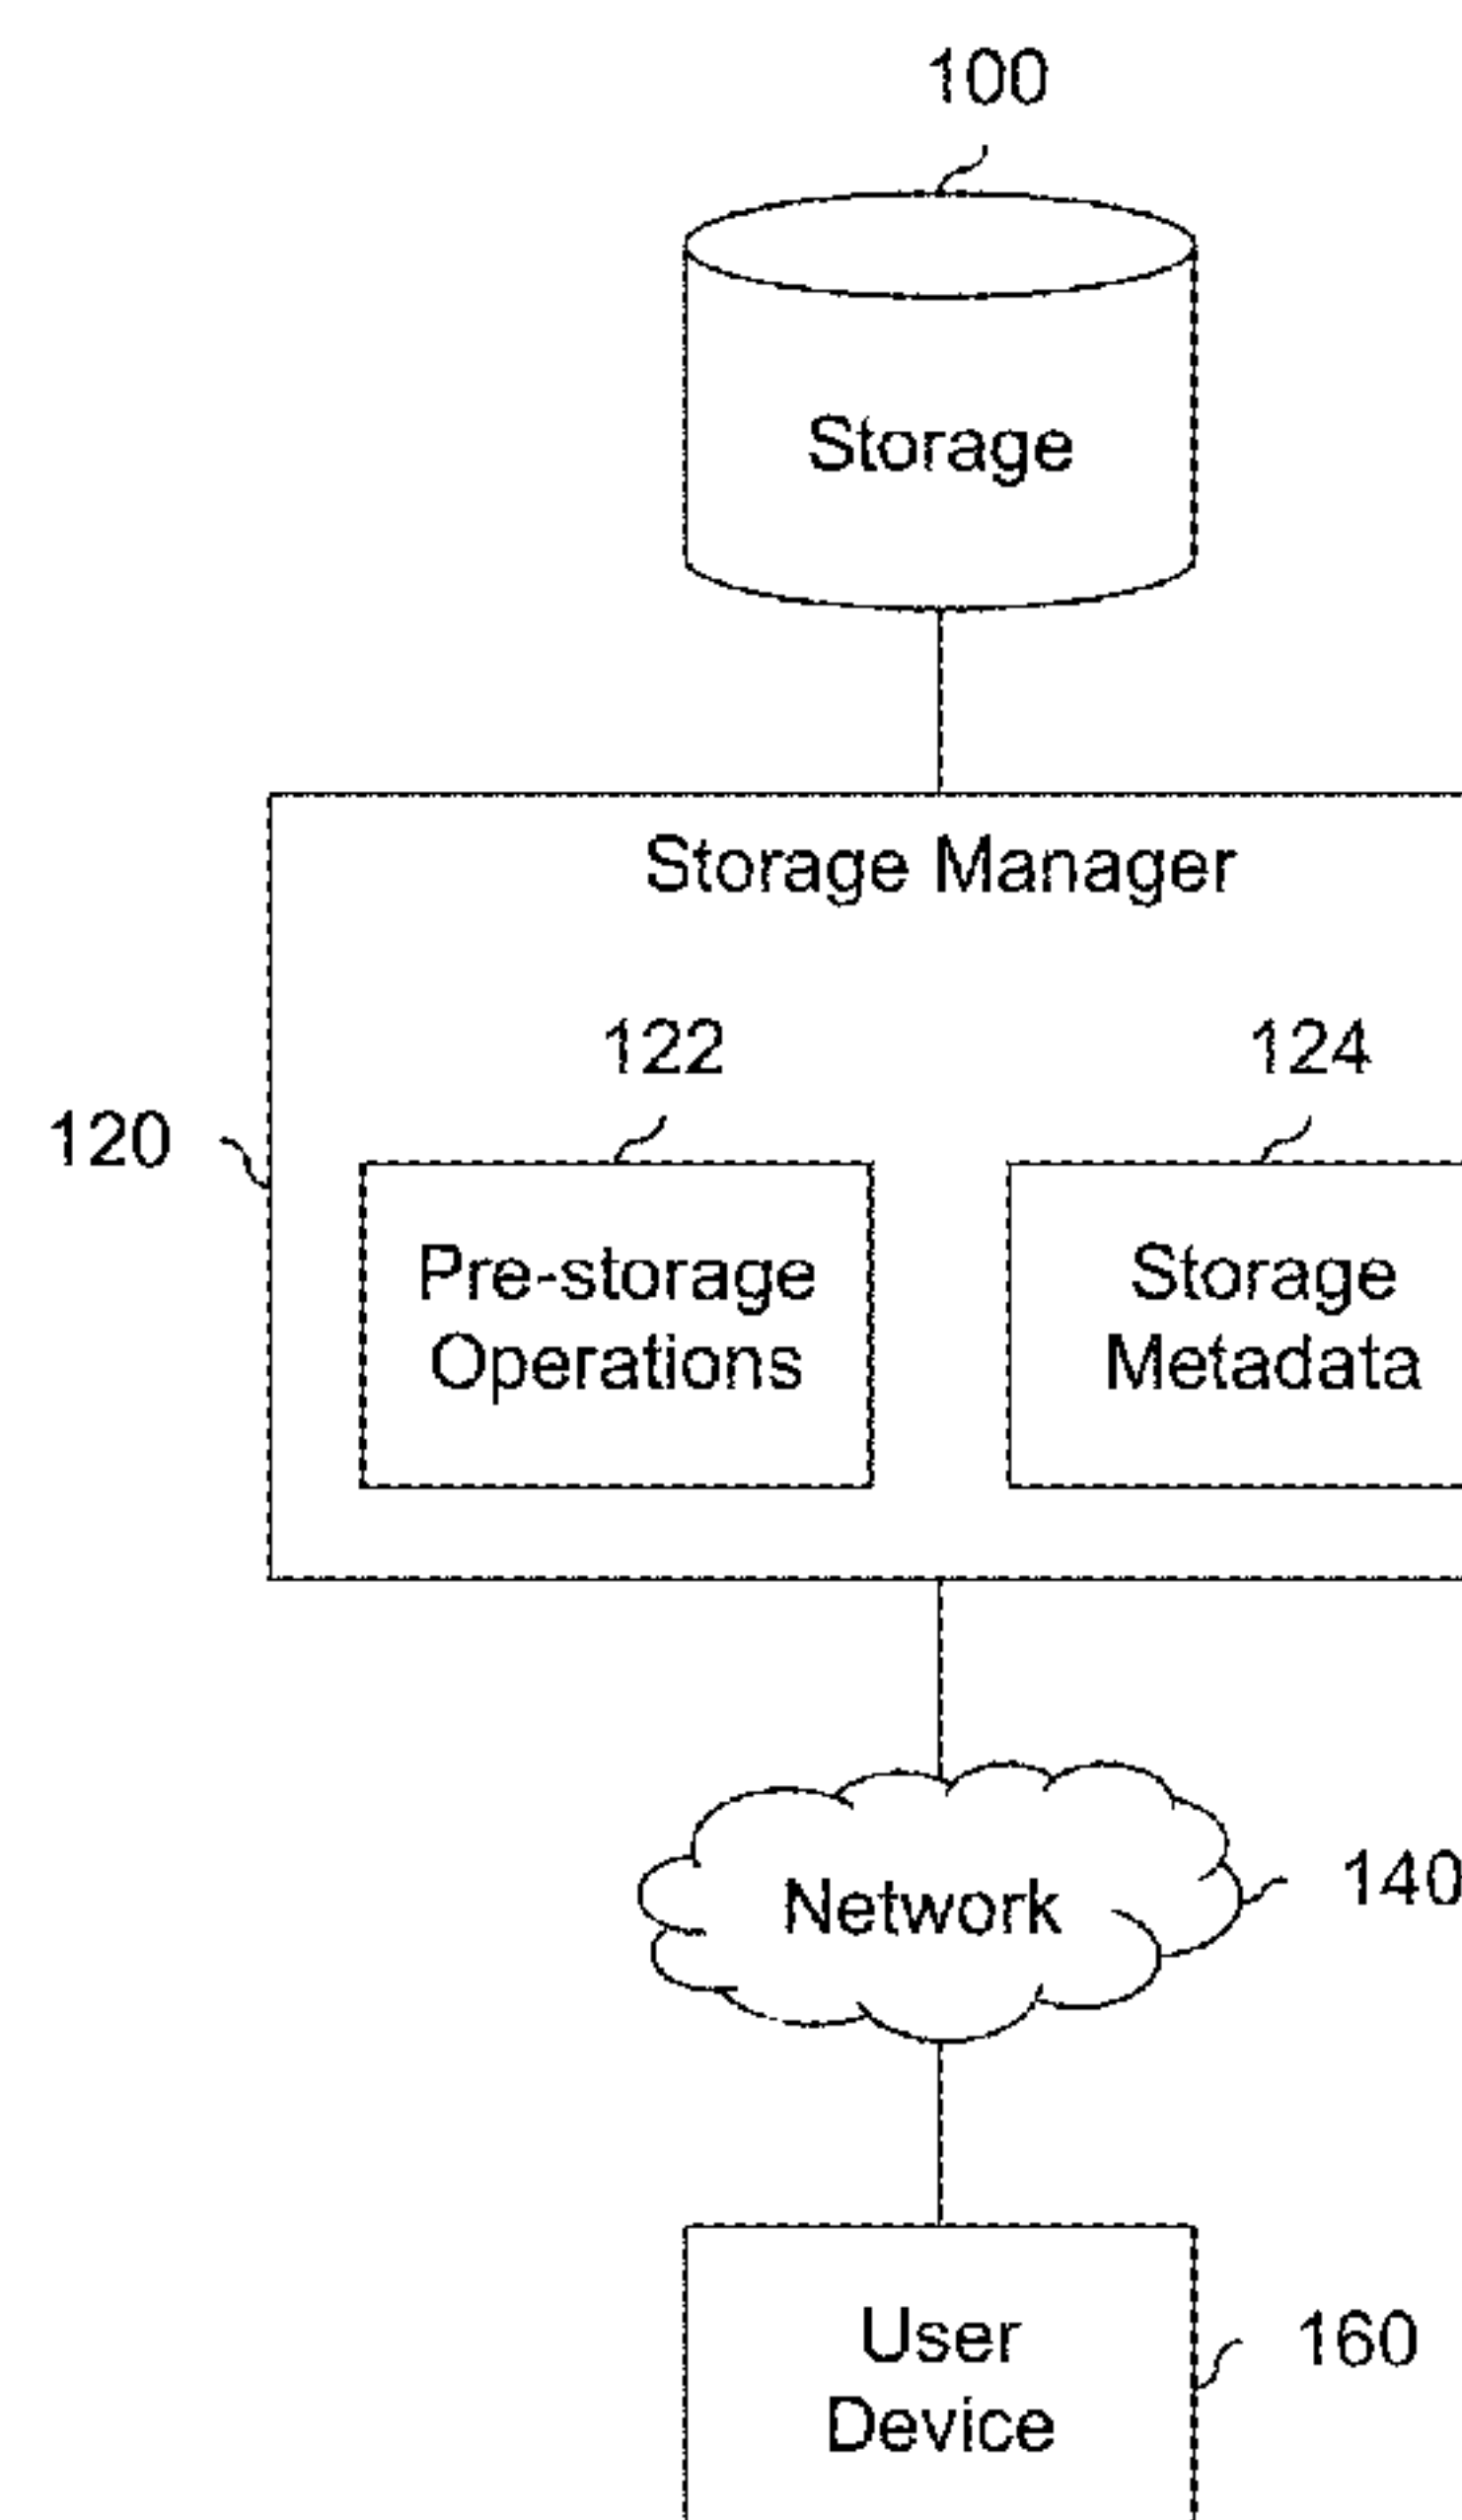 100
Storage
Storage Manager
122
124
120
Pre-storage
Operations
Storage
Metadata
Network
140
User
Device
160